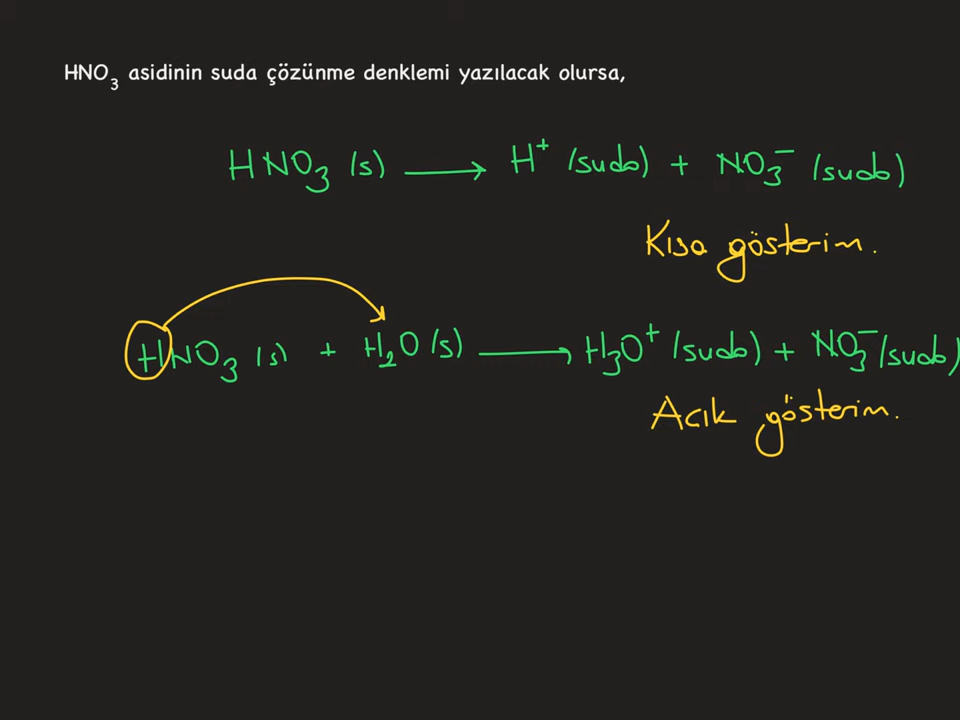 HNO₃ asidinin suda çözünme denklemi yazılacak olursa,
HNO₃ (s) → H⁺ (suda) + NO₃⁻ (suda)
Kısa gösterim.
HNO₃ (s) + H₂O (s) → H₃O⁺ (suda) + NO₃⁻ (suda)
Acık gösterim.